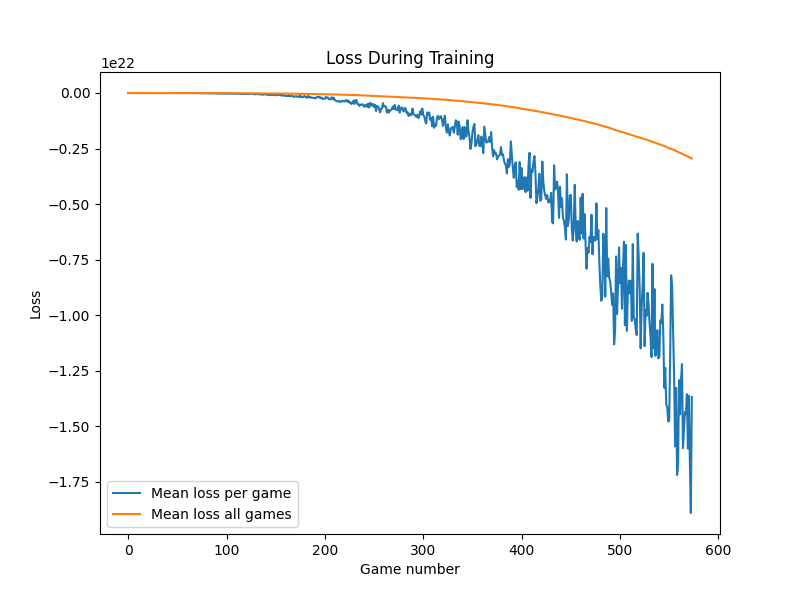 Loss During Training
1e22
0.00
−0.25
−0.50
−0.75
−1.00
−1.25
−1.50
−1.75
Loss
Mean loss per game
Mean loss all games
0 100 200 300 400 500 600
Game number